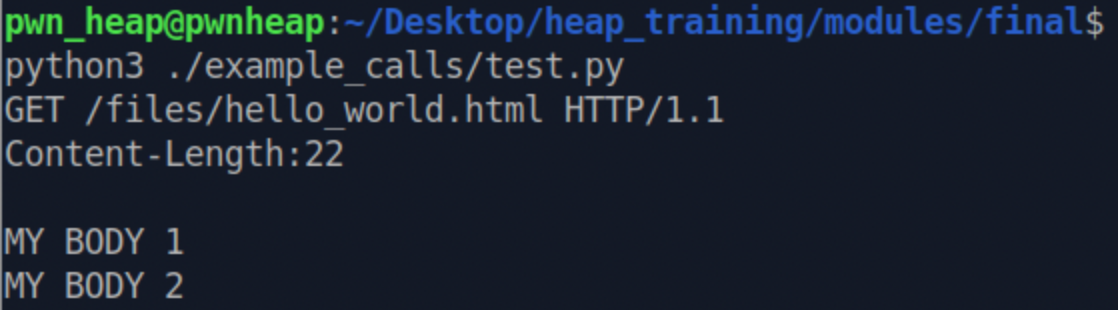 pwn_heap@pwnheap:~/Desktop/heap_training/modules/final$
python3 ./example_calls/test.py
GET /files/hello_world.html HTTP/1.1
Content-Length:22

MY BODY 1
MY BODY 2